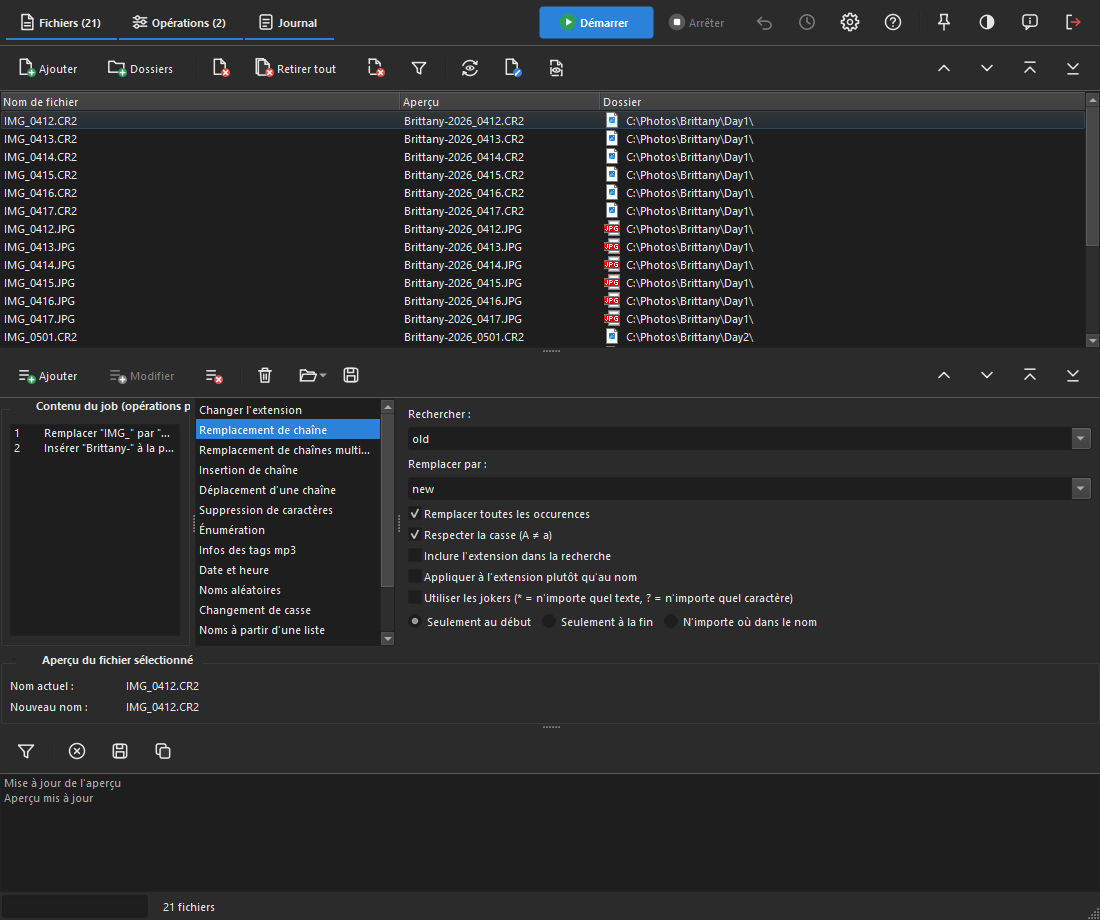 Fichiers (21) Opérations (2) Journal Démarrer Arrêter
Ajouter Dossiers Retirer tout
Nom de fichier Aperçu Dossier
IMG_0412.CR2 Brittany-2026_0412.CR2 C:\Photos\Brittany\Day1\
IMG_0413.CR2 Brittany-2026_0413.CR2 C:\Photos\Brittany\Day1\
IMG_0414.CR2 Brittany-2026_0414.CR2 C:\Photos\Brittany\Day1\
IMG_0415.CR2 Brittany-2026_0415.CR2 C:\Photos\Brittany\Day1\
IMG_0416.CR2 Brittany-2026_0416.CR2 C:\Photos\Brittany\Day1\
IMG_0417.CR2 Brittany-2026_0417.CR2 C:\Photos\Brittany\Day1\
IMG_0412.JPG Brittany-2026_0412.JPG JPG C:\Photos\Brittany\Day1\
IMG_0413.JPG Brittany-2026_0413.JPG JPG C:\Photos\Brittany\Day1\
IMG_0414.JPG Brittany-2026_0414.JPG JPG C:\Photos\Brittany\Day1\
IMG_0415.JPG Brittany-2026_0415.JPG JPG C:\Photos\Brittany\Day1\
IMG_0416.JPG Brittany-2026_0416.JPG JPG C:\Photos\Brittany\Day1\
IMG_0417.JPG Brittany-2026_0417.JPG JPG C:\Photos\Brittany\Day1\
IMG_0501.CR2 Brittany-2026_0501.CR2 C:\Photos\Brittany\Day2\
Ajouter Modifier
Contenu du job (opérations p
1 Remplacer "IMG_" par "...
2 Insérer "Brittany-" à la p...
Changer l'extension
Remplacement de chaîne
Remplacement de chaînes multi...
Insertion de chaîne
Déplacement d'une chaîne
Suppression de caractères
Énumération
Infos des tags mp3
Date et heure
Noms aléatoires
Changement de casse
Noms à partir d'une liste
Rechercher :
old
Remplacer par :
new
Remplacer toutes les occurences
Respecter la casse (A ≠ a)
Inclure l'extension dans la recherche
Appliquer à l'extension plutôt qu'au nom
Utiliser les jokers (* = n'importe quel texte, ? = n'importe quel caractère)
Seulement au début Seulement à la fin N'importe où dans le nom
Aperçu du fichier sélectionné
Nom actuel : IMG_0412.CR2
Nouveau nom : IMG_0412.CR2
Mise à jour de l'aperçu
Aperçu mis à jour
21 fichiers